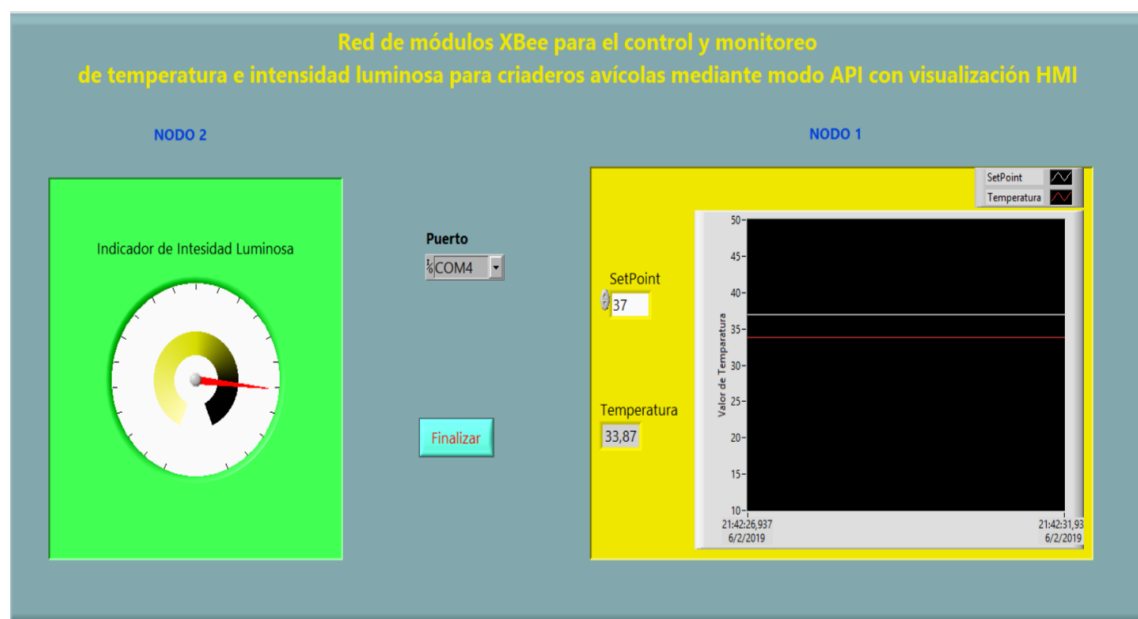 Red de módulos XBee para el control y monitoreo
de temperatura e intensidad luminosa para criaderos avícolas mediante modo API con visualización HMI
NODO 2
NODO 1
Indicador de Intesidad Luminosa
Puerto
COM4
Finalizar
SetPoint
37
Temperatura
33,87
SetPoint
Temperatura
Valor de Temparatura
50
45
40
35
30
25
20
15
10
21:42:26,937
6/2/2019
21:42:31,93
6/2/2019